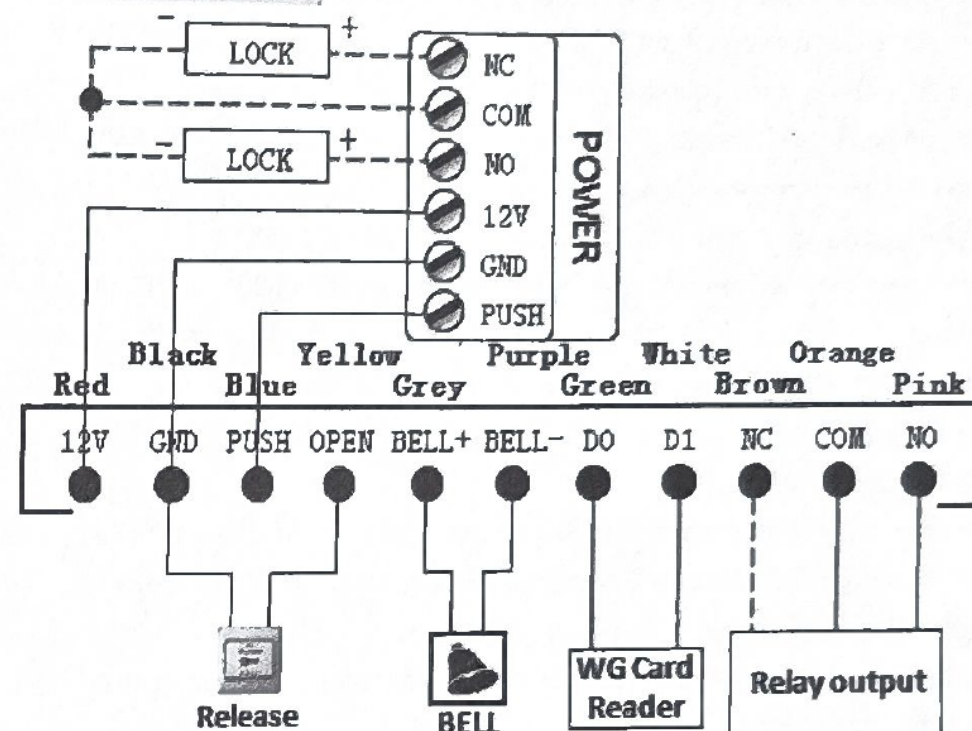 - LOCK +
NC
COM
- LOCK +
NO
POWER
12V
GND
PUSH
Black Yellow Purple White Orange
Red Blue Grey Green Brown Pink
12V GND PUSH OPEN BELL+ BELL- D0 D1 NC COM NO
Release
BELL
WG Card
Reader
Relay output